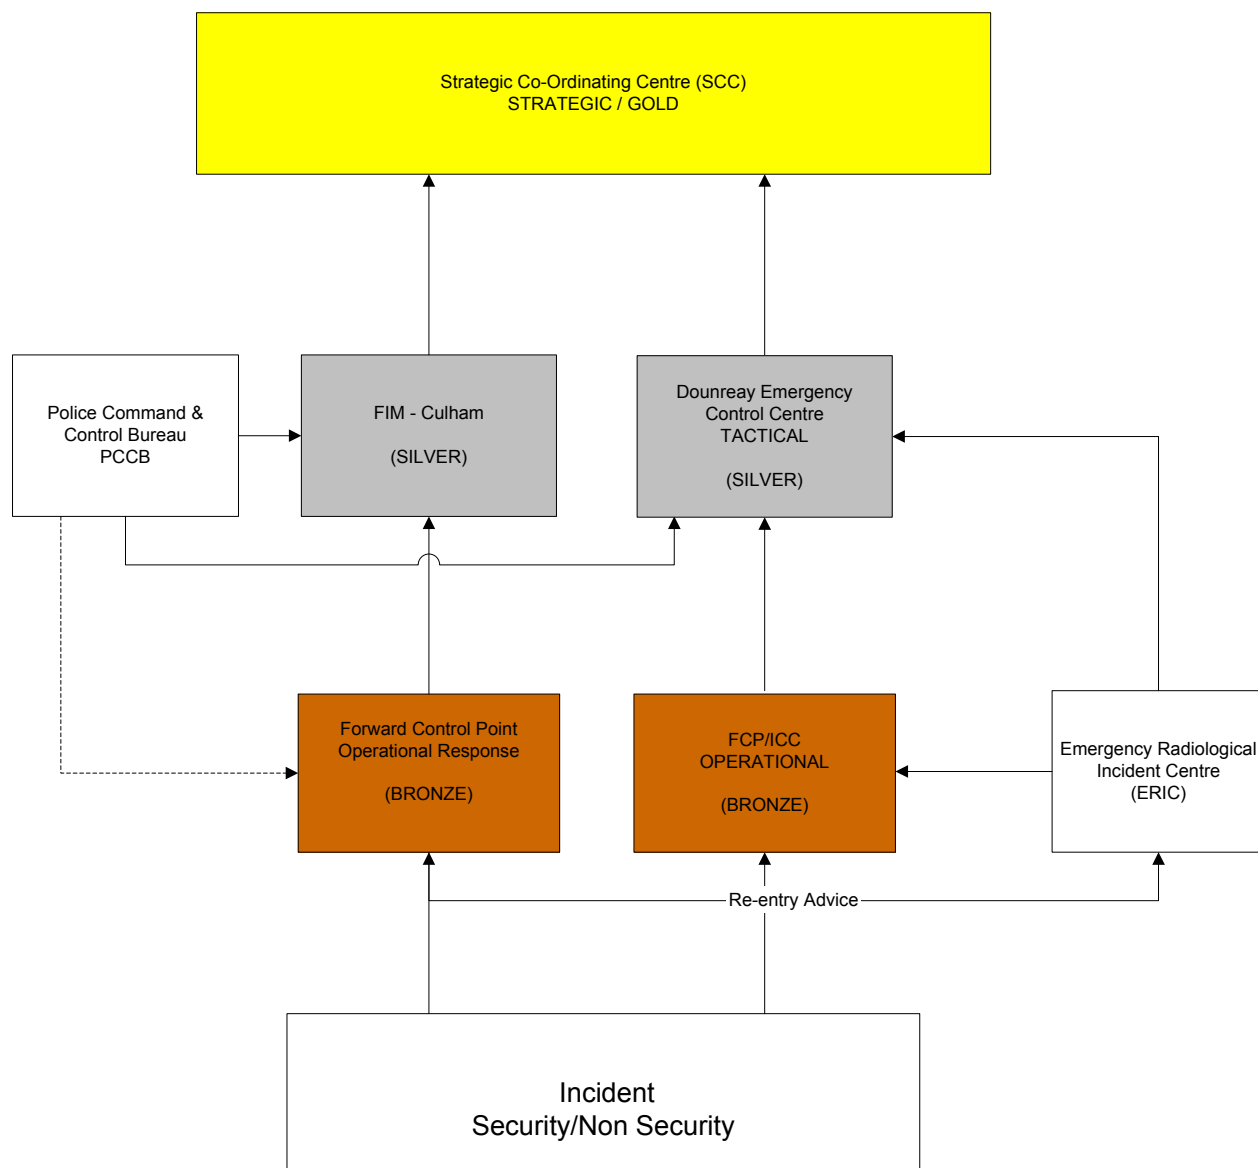 Strategic Co-Ordinating Centre (SCC)
STRATEGIC / GOLD
Police Command &
Control Bureau
PCCB
FIM - Culham
(SILVER)
Dounreay Emergency
Control Centre
TACTICAL
(SILVER)
Forward Control Point
Operational Response
(BRONZE)
FCP/ICC
OPERATIONAL
(BRONZE)
Emergency Radiological
Incident Centre
(ERIC)
Re-entry Advice
Incident
Security/Non Security